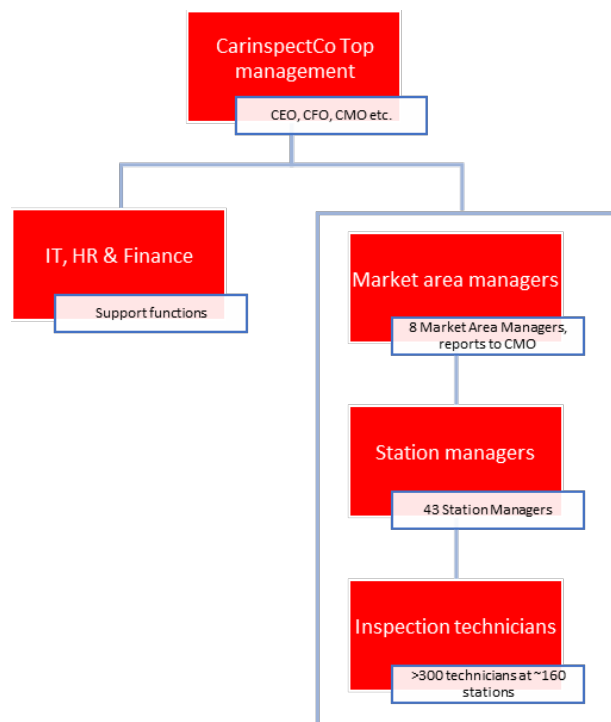 CarinspectCo Top
management
CEO, CFO, CMO etc.
IT, HR & Finance
Support functions
Market area managers
8 Market Area Managers,
reports to CMO
Station managers
43 Station Managers
Inspection technicians
>300 technicians at ~160
stations